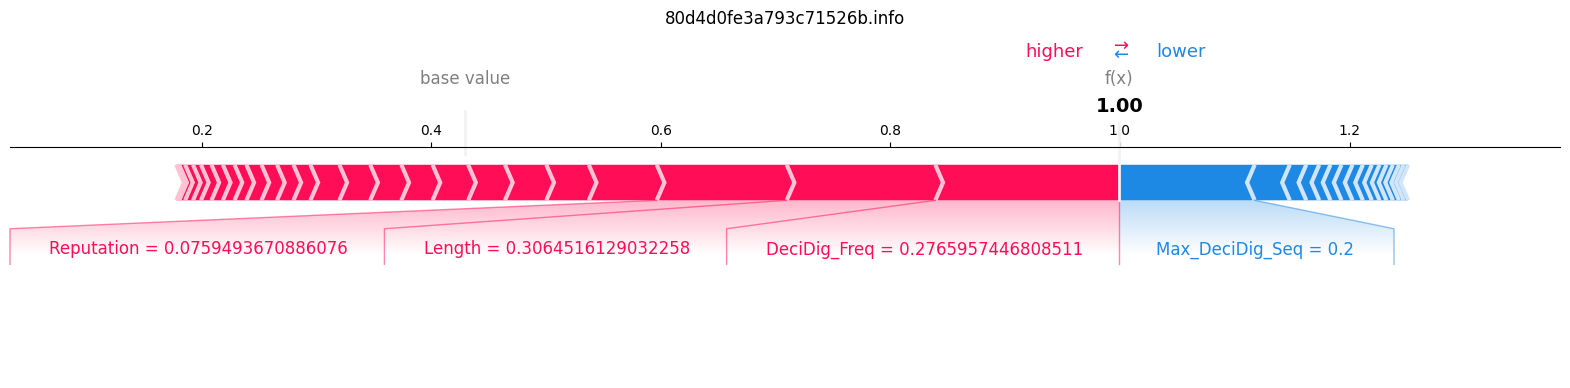 80d4d0fe3a793c71526b.info
higher ⇄ lower
base value f(x)
1.00
0.2 0.4 0.6 0.8 1.0 1.2
Reputation = 0.0759493670886076 Length = 0.3064516129032258 DeciDig_Freq = 0.2765957446808511 Max_DeciDig_Seq = 0.2